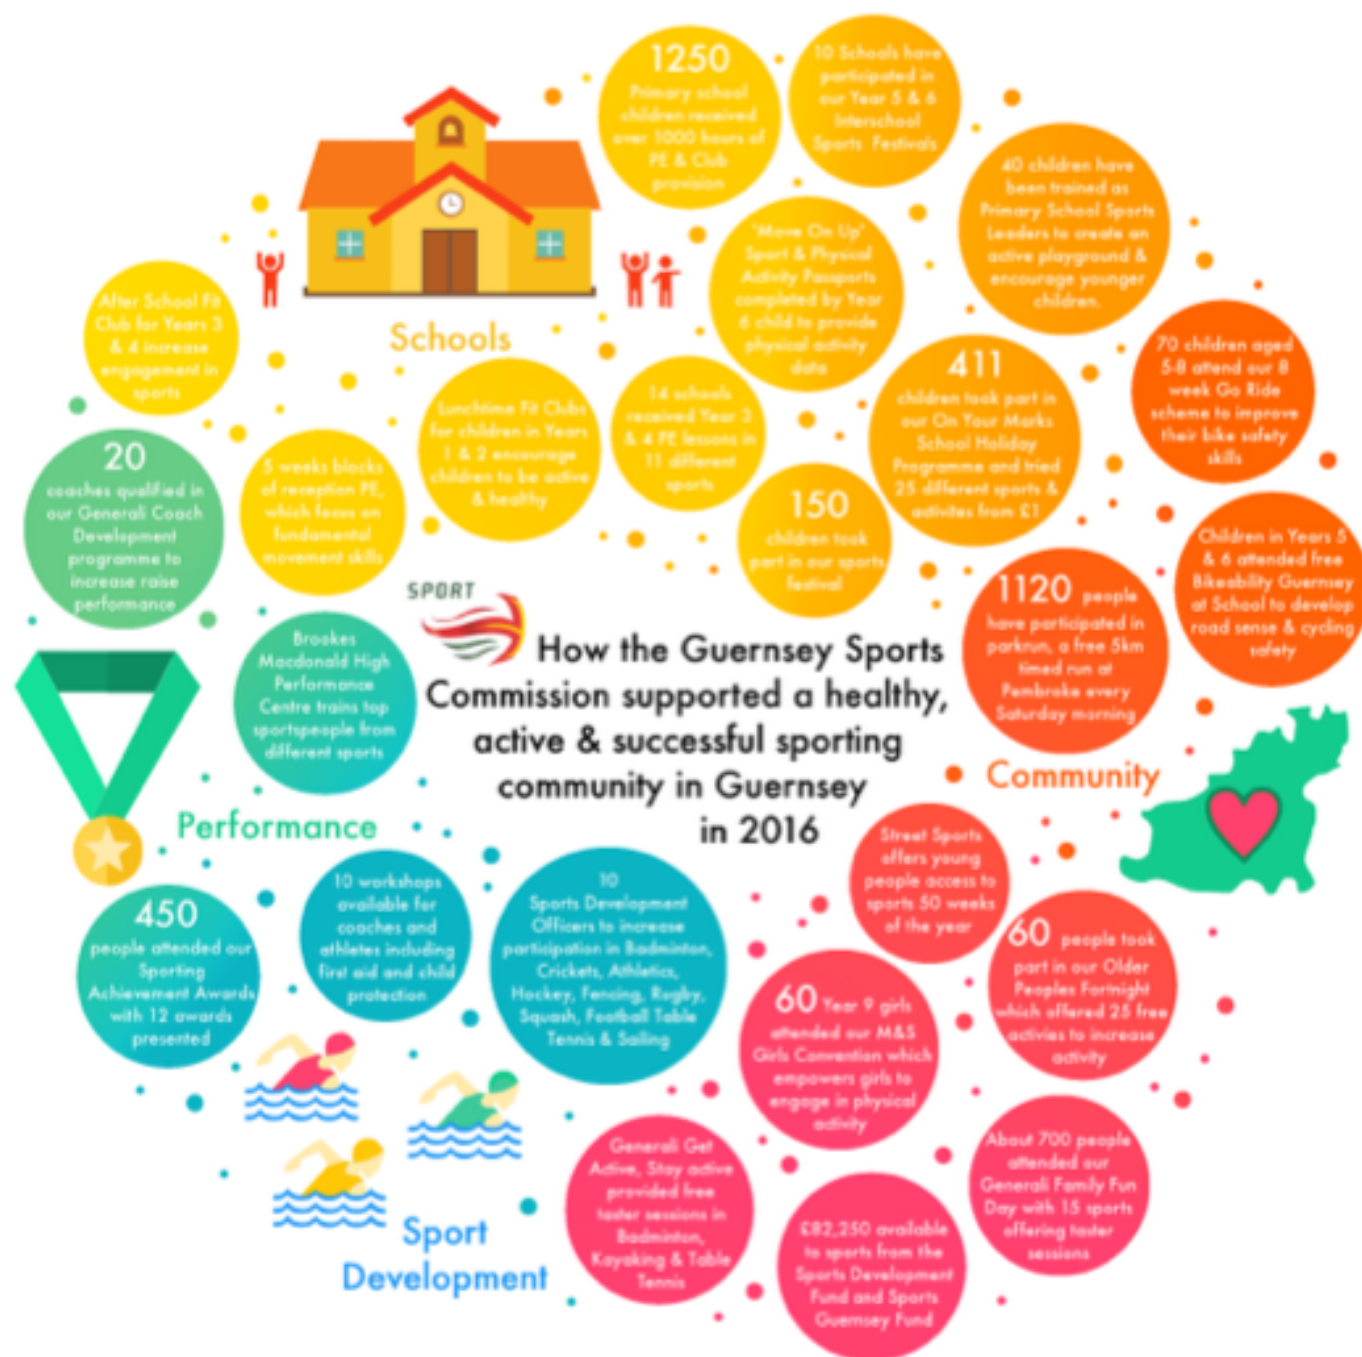 1250
Primary school
children received
over 1000 hours of
PE & Club
provision
10 Schools have
participated in
our Year 5 & 6
Interschool
Sports Festivals
40 children have
been trained as
Primary School Sports
Leaders to create an
active playground &
encourage younger
children.
"Move On Up"
Sport & Physical
Activity Passports
completed by Year
6 child to provide
physical activity
data
After School Fit
Club for Years 3
& 4 increase
engagement in
sports
Schools
Lunchtime Fit Clubs
for children in Years
1 & 2 encourage
children to be active
& healthy
14 schools
received Year 3
& 4 PE lessons in
11 different
sports
411
children took part in
our On Your Marks
School Holiday
Programme and tried
25 different sports &
activites from £1
70 children aged
5-8 attend our 8
week Go Ride
scheme to improve
their bike safety
skills
20
coaches qualified in
our Generali Coach
Development
programme to
increase raise
performance
5 weeks blocks
of reception PE,
which focus on
fundamental
movement skills
150
children took
part in our sports
festival
Children in Years 5
& 6 attended free
Bikeability Guernsey
at School to develop
road sense & cycling
safety
1120 people
have participated in
parkrun, a free 5km
timed run at
Pembroke every
Saturday morning
SPORT
How the Guernsey Sports
Commission supported a healthy,
active & successful sporting
community in Guernsey
in 2016
Brookes
Macdonald High
Performance
Centre trains top
sportspeople from
different sports
Community
Performance
Street Sports
offers young
people access to
sports 50 weeks
of the year
450
people attended our
Sporting
Achievement Awards
with 12 awards
presented
10 workshops
available for
coaches and
athletes including
first aid and child
protection
10
Sports Development
Officers to increase
participation in Badminton,
Crickets, Athletics,
Hockey, Fencing, Rugby,
Squash, Football Table
Tennis & Sailing
60 people took
part in our Older
Peoples Fortnight
which offered 25 free
activies to increase
activity
60 Year 9 girls
attended our M&S
Girls Convention which
empowers girls to
engage in physical
activity
Generali Get
Active, Stay active
provided free
taster sessions in
Badminton,
Kayaking & Table
Tennis
About 700 people
attended our
Generali Family Fun
Day with 15 sports
offering taster
sessions
£82,250 available
to sports from the
Sports Development
Fund and Sports
Guernsey Fund
Sport
Development